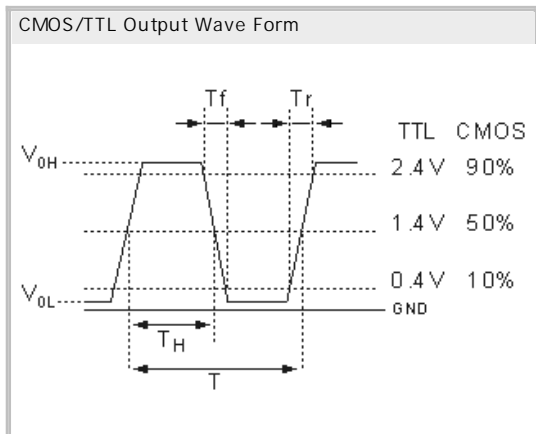 CMOS/TTL Output Wave Form
Tf Tr
TTL CMOS
V0H 2.4V 90%
1.4V 50%
0.4V 10%
V0L GND
TH
T